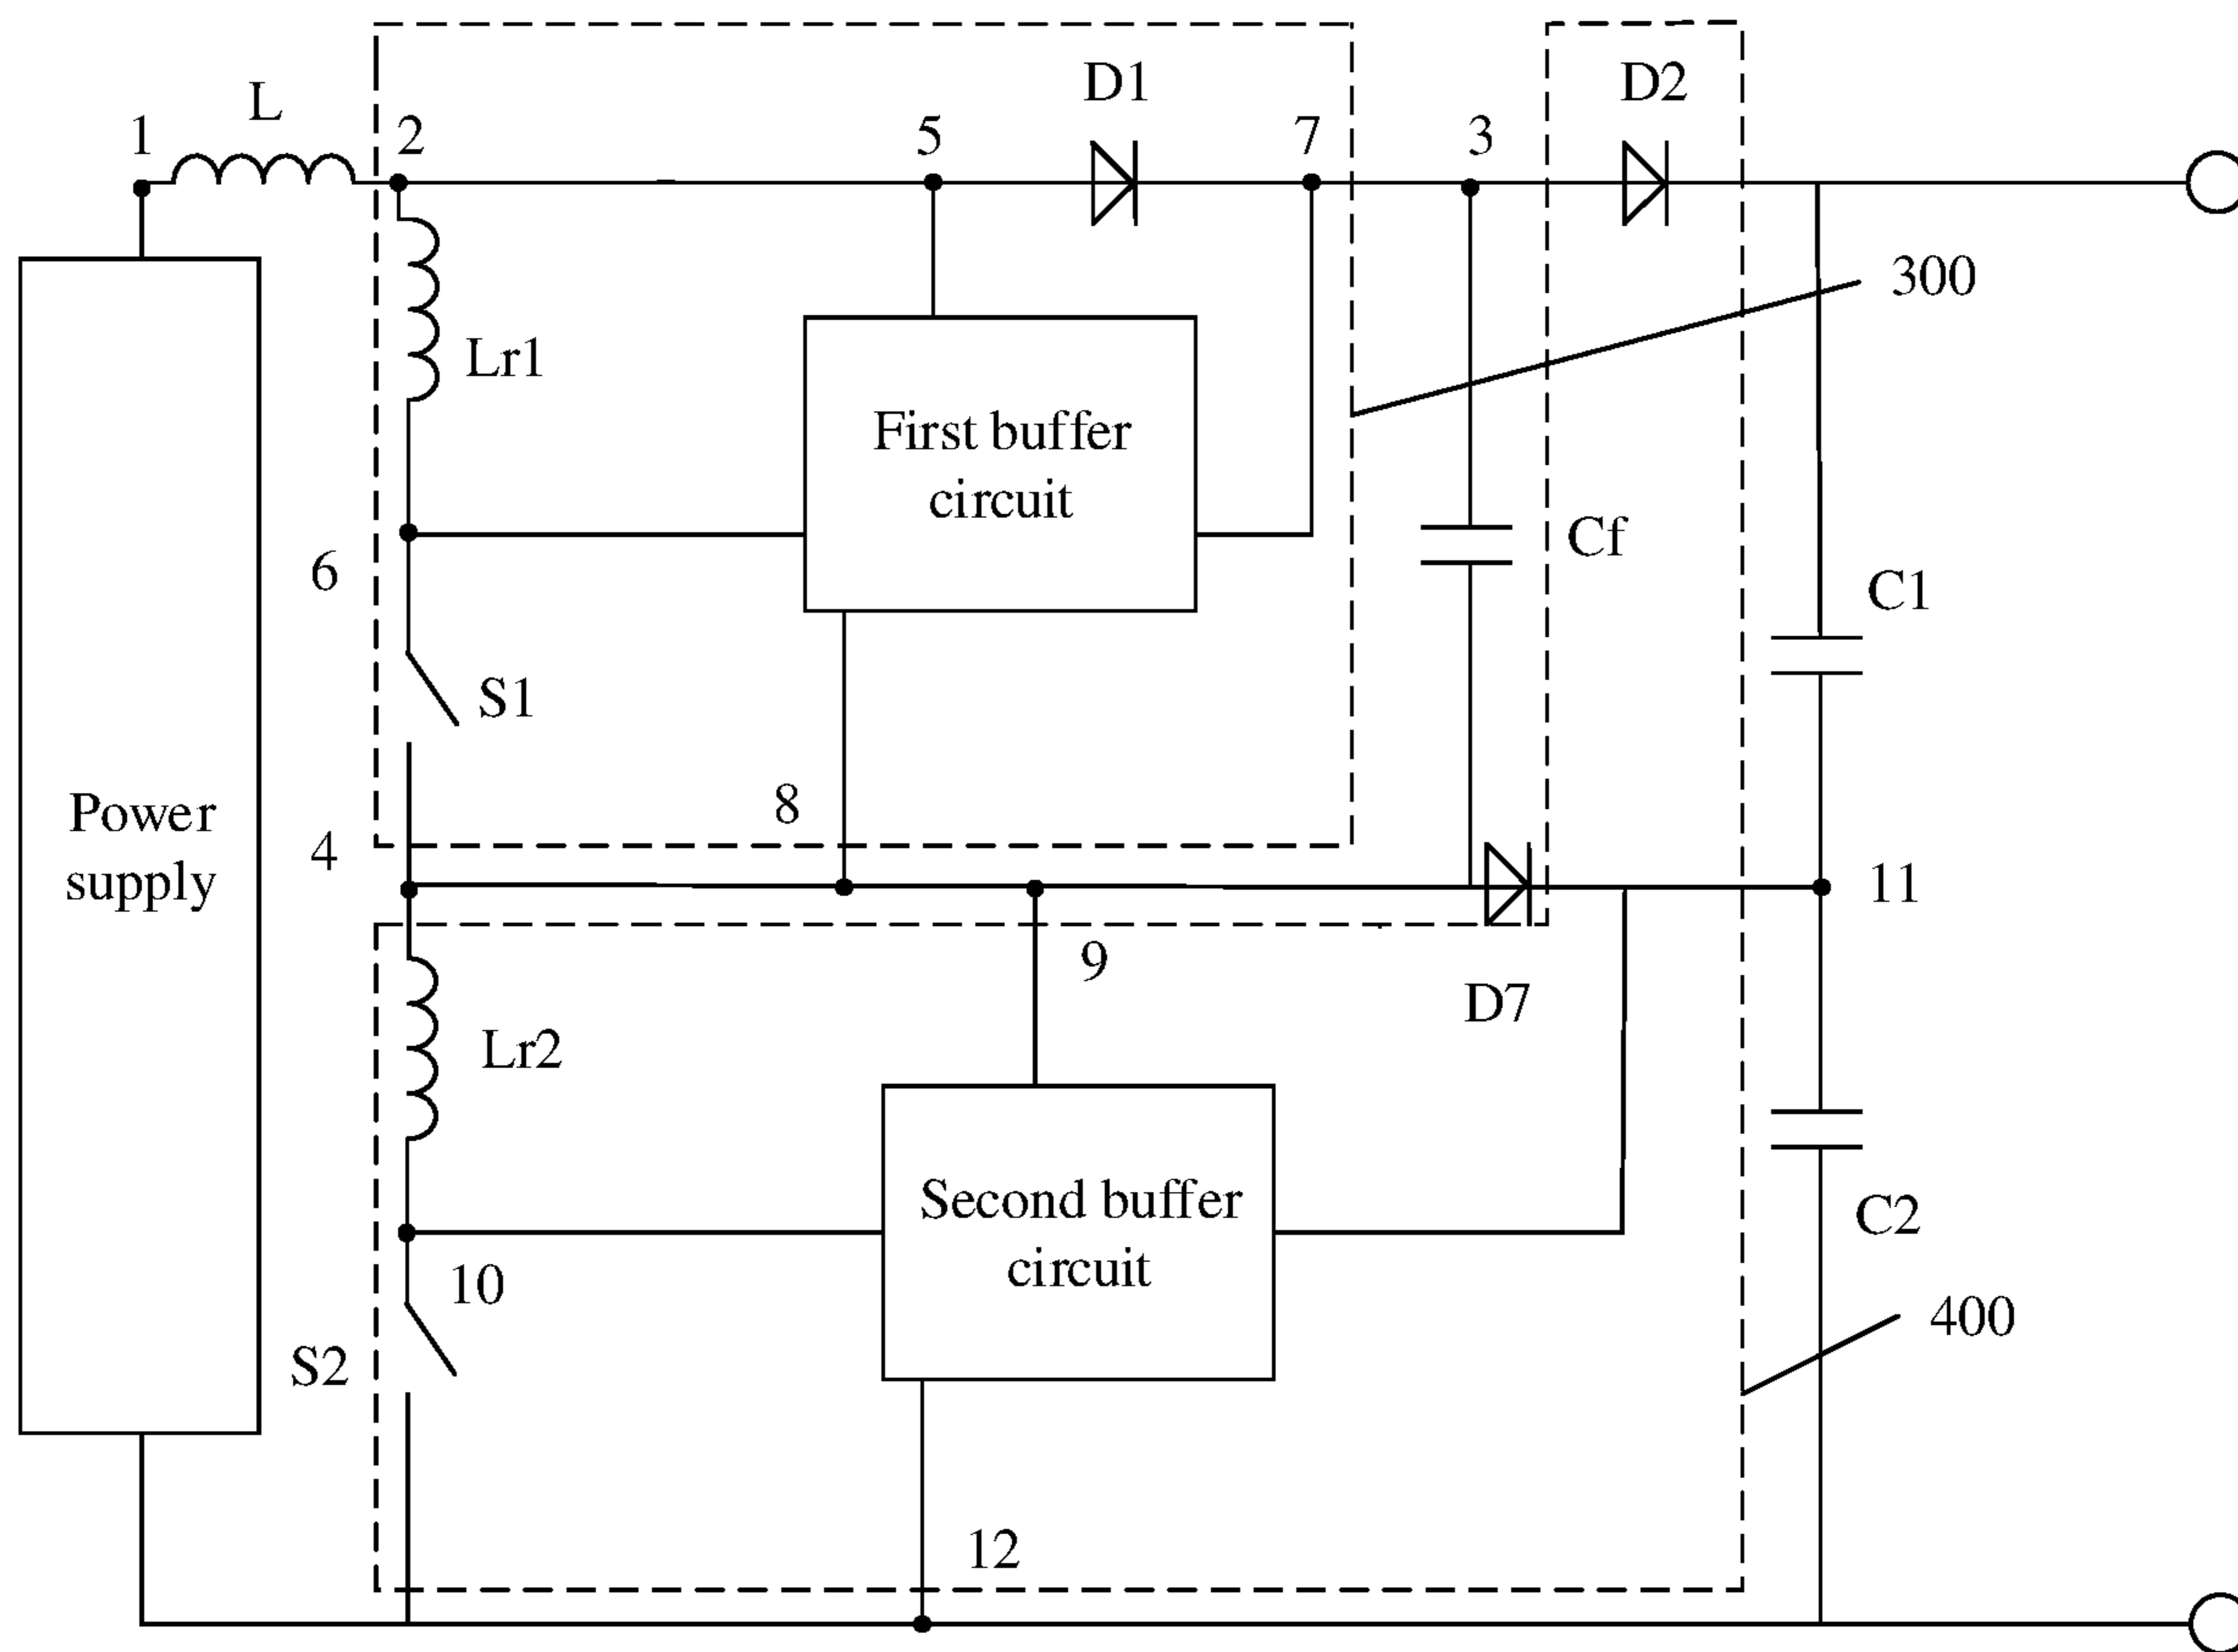 L
D1
D2
1
2
5
7
3
300
Lr1
First buffer
circuit
Cf
6
C1
S1
8
4
Power
supply
11
9
D7
Lr2
Second buffer
circuit
C2
10
400
S2
12